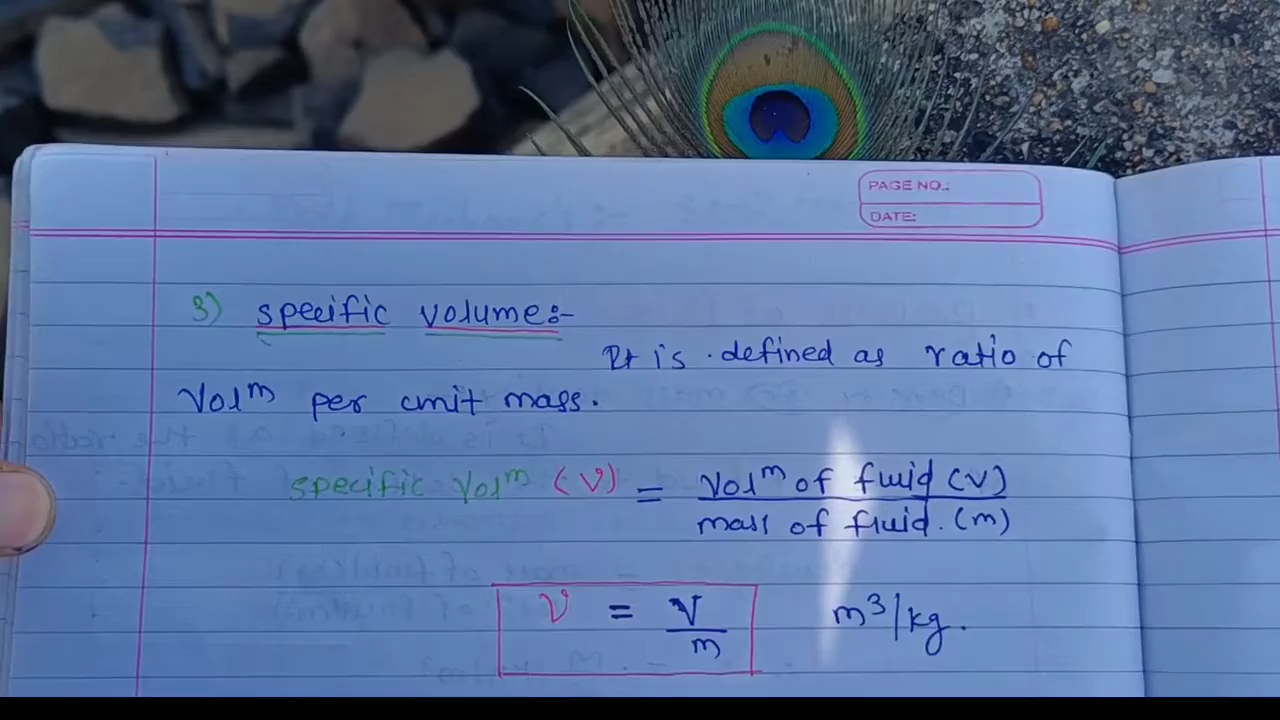 PAGE NO.:
DATE:
3) specific volume:-
It is defined as ratio of
Volᵐ per unit mass.
specific Volᵐ (V) = Volᵐ of fluid (V)
mass of fluid. (m)
V = V
m
m³/kg.